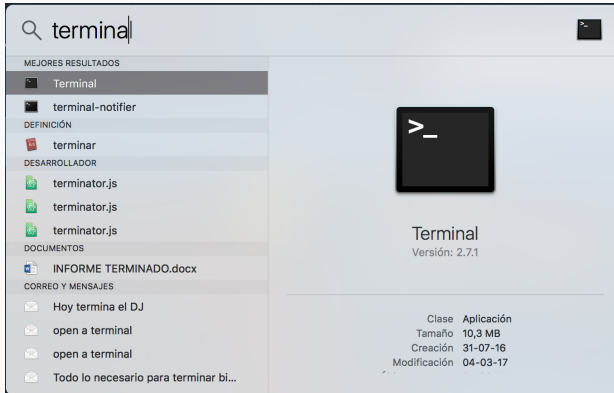 terminal
MEJORES RESULTADOS
Terminal
terminal-notifier
DEFINICIÓN
terminar
DESARROLLADOR
terminator.js
terminator.js
terminator.js
DOCUMENTOS
INFORME TERMINADO.docx
CORREO Y MENSAJES
Hoy termina el DJ
open a terminal
open a terminal
Todo lo necesario para terminar bi...
>_
Terminal
Versión: 2.7.1
Clase Aplicación
Tamaño 10,3 MB
Creación 31-07-16
Modificación 04-03-17